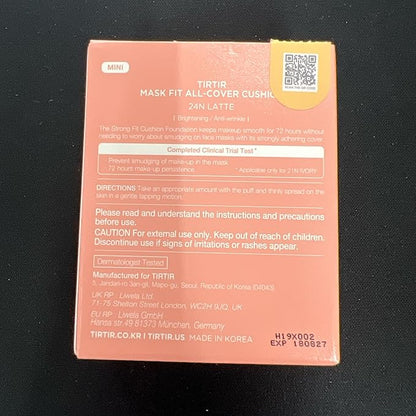 MINI
TIRTIR
MASK FIT ALL-COVER CUSHIO
24N LATTE
[ Brightening / Anti-wrinkle ]
The Strong Fit Cushion Foundation keeps makeup smooth for 72 hours without
needing to worry about smudging on face masks with its strongly adhering cover
Completed Clinical Trial Test*
Prevent smudging of make-up in the mask
72 hours make-up persistence
* Applicable only for 21N IVORY
DIRECTIONS Take an appropriate amount with the puff and thinly spread on the
skin in a gentle tapping motion.
Please read and understand the instructions and precautions
before use.
CAUTION For external use only. Keep out of reach of children.
Discontinue use if signs of irritations or rashes appear.
Dermatologist Tested
Manufactured for TIRTIR
5, Jandari-ro 3an-gil, Mapo-gu, Seoul, Republic of Korea (04043)
UK RP : Liwela Ltd.
71-75 Shelton Street London, WC2H 9JQ, UK
EU RP : Liwela GmbH
Hansa str.49 81373 München, Germany
TIRTIR.CO.KR | TIRTIR.US MADE IN KOREA
H19X002
EXP 180827